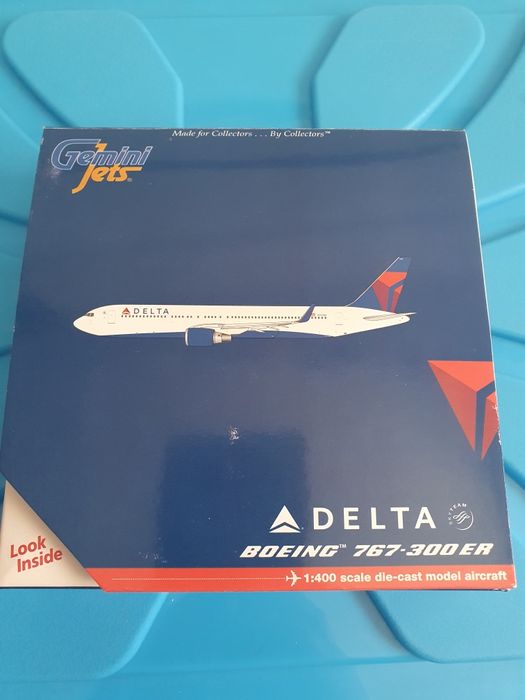 Made for Collectors . . . By Collectors™
Gemini
Jets®
DELTA
DELTA
SKYTEAM
BOEING™ 767-300ER
Look
Inside
1:400 scale die-cast model aircraft